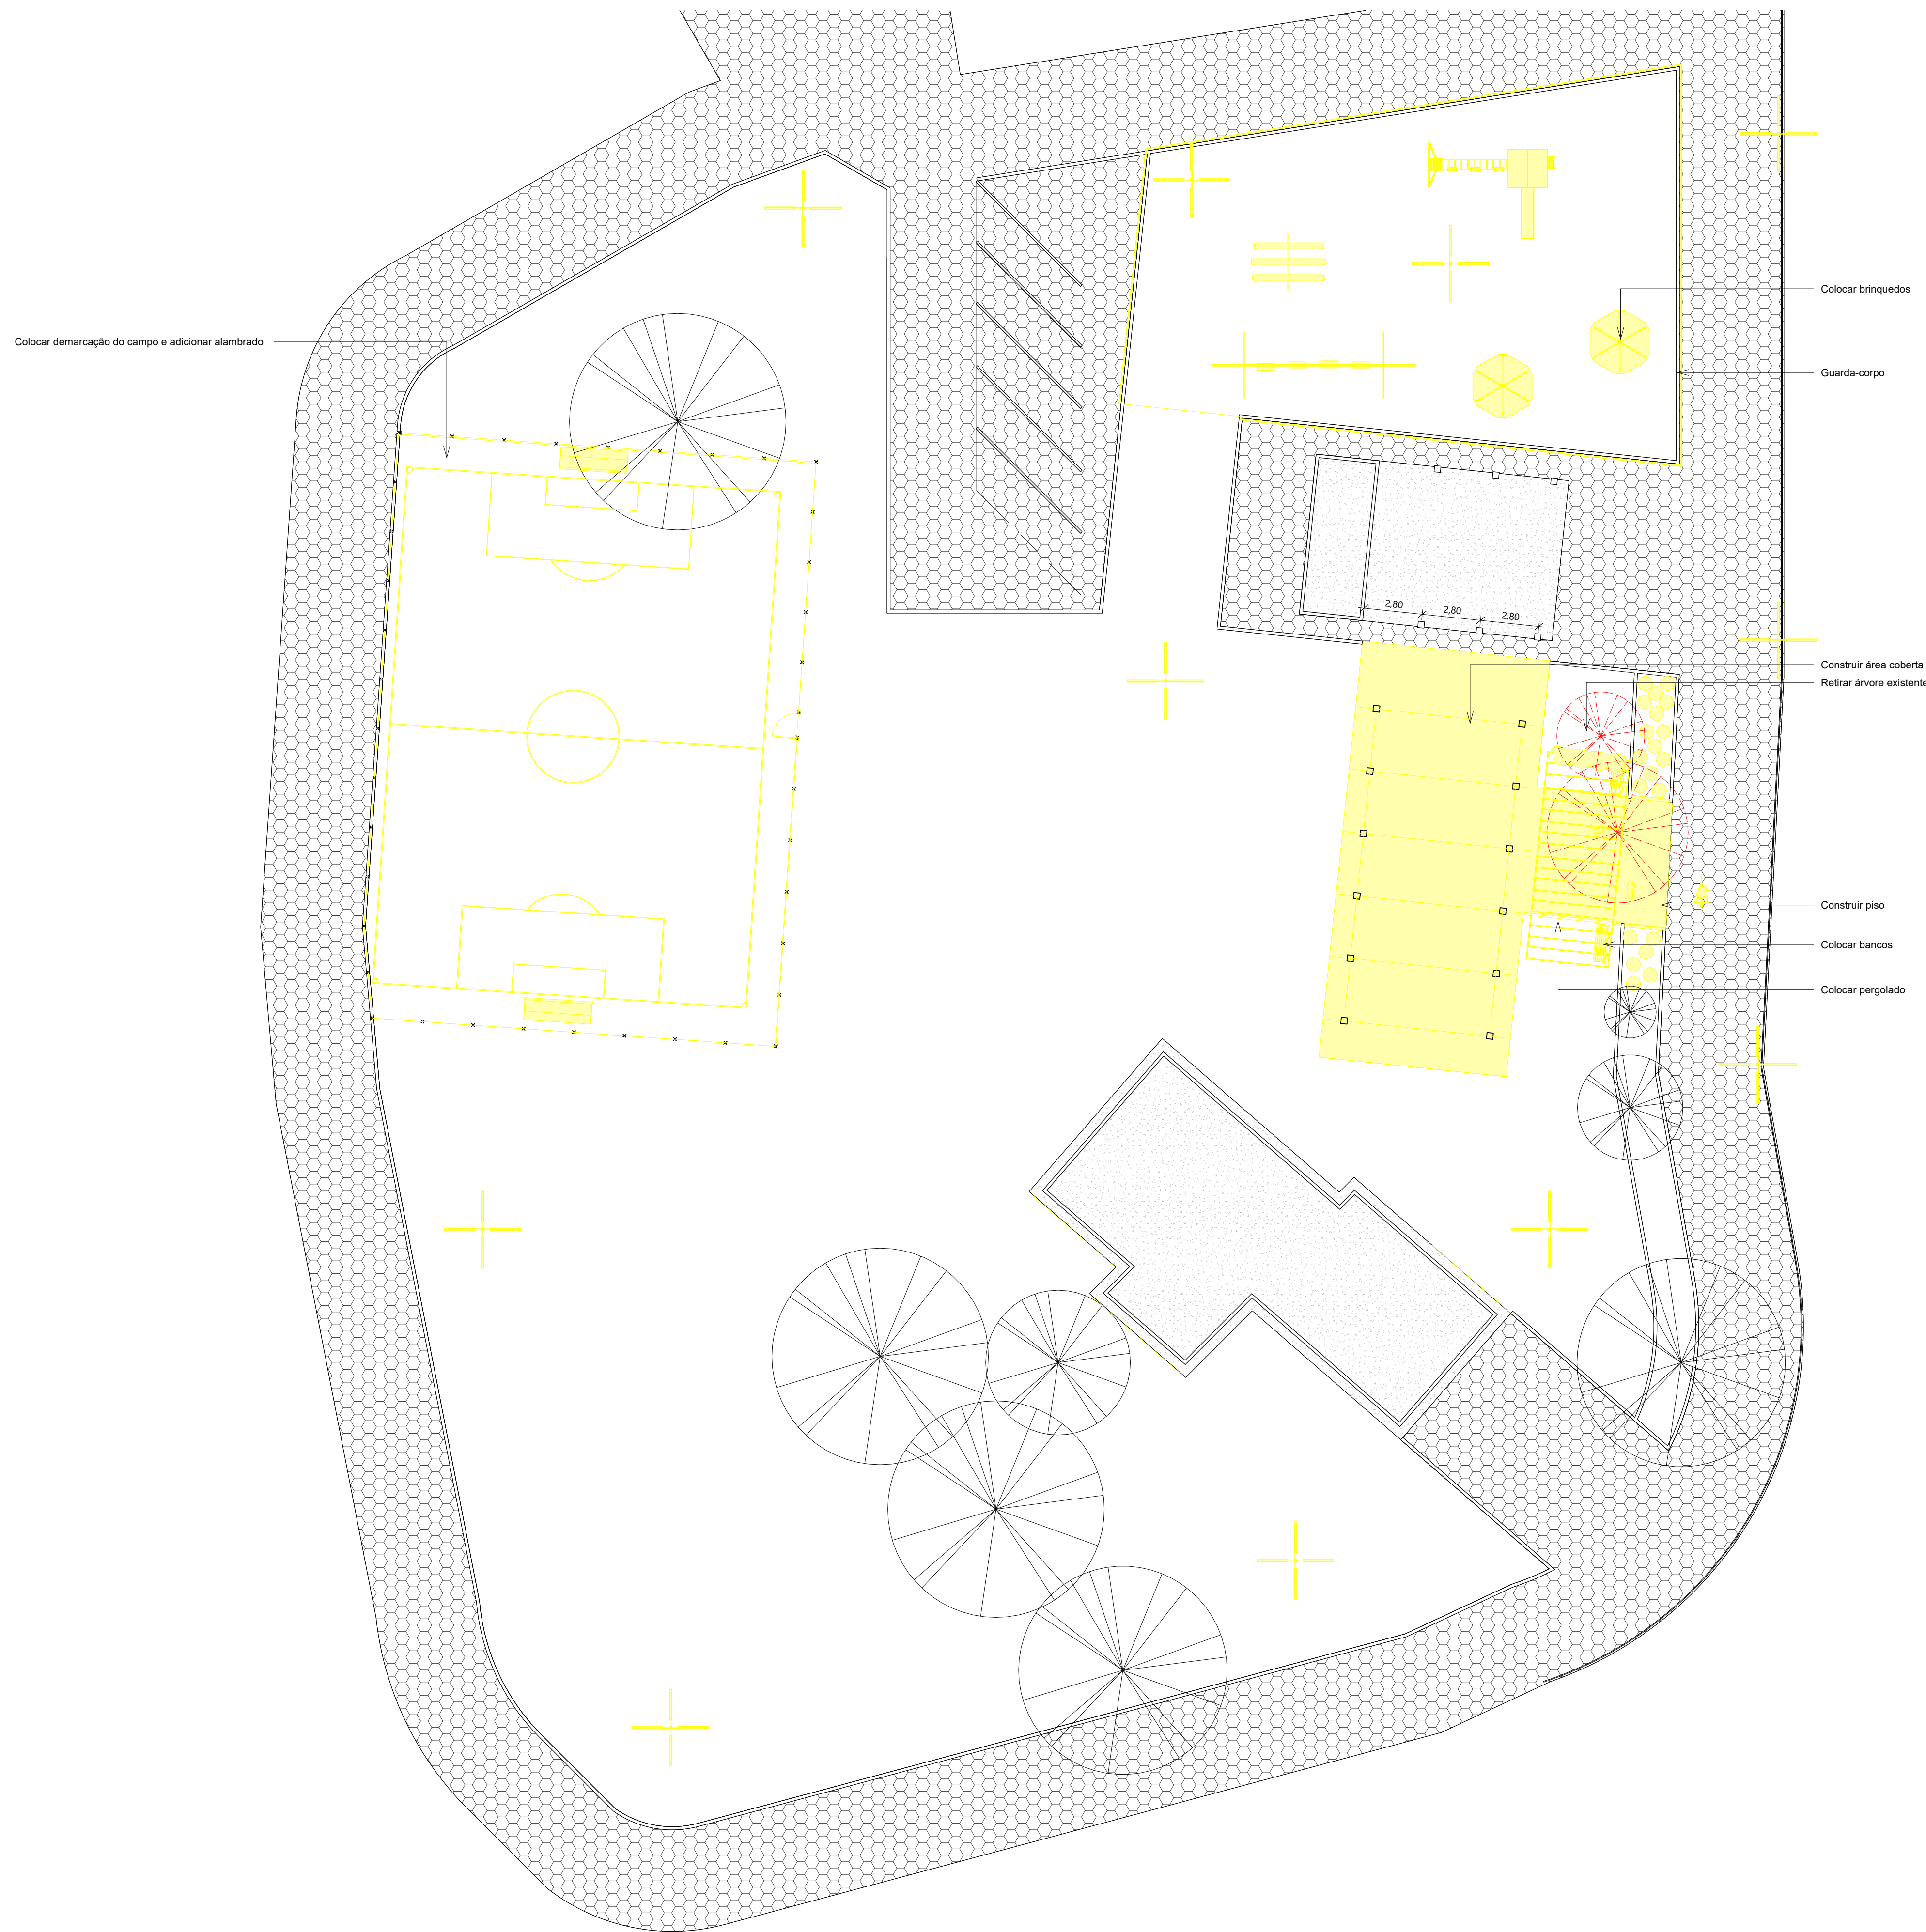 Colocar brinquedos
Colocar demarcação do campo e adicionar alambrado
Guarda-corpo
2,80
2,80
2,80
Construir área coberta
Retirar árvore existente
Construir piso
Colocar bancos
Colocar pergolado